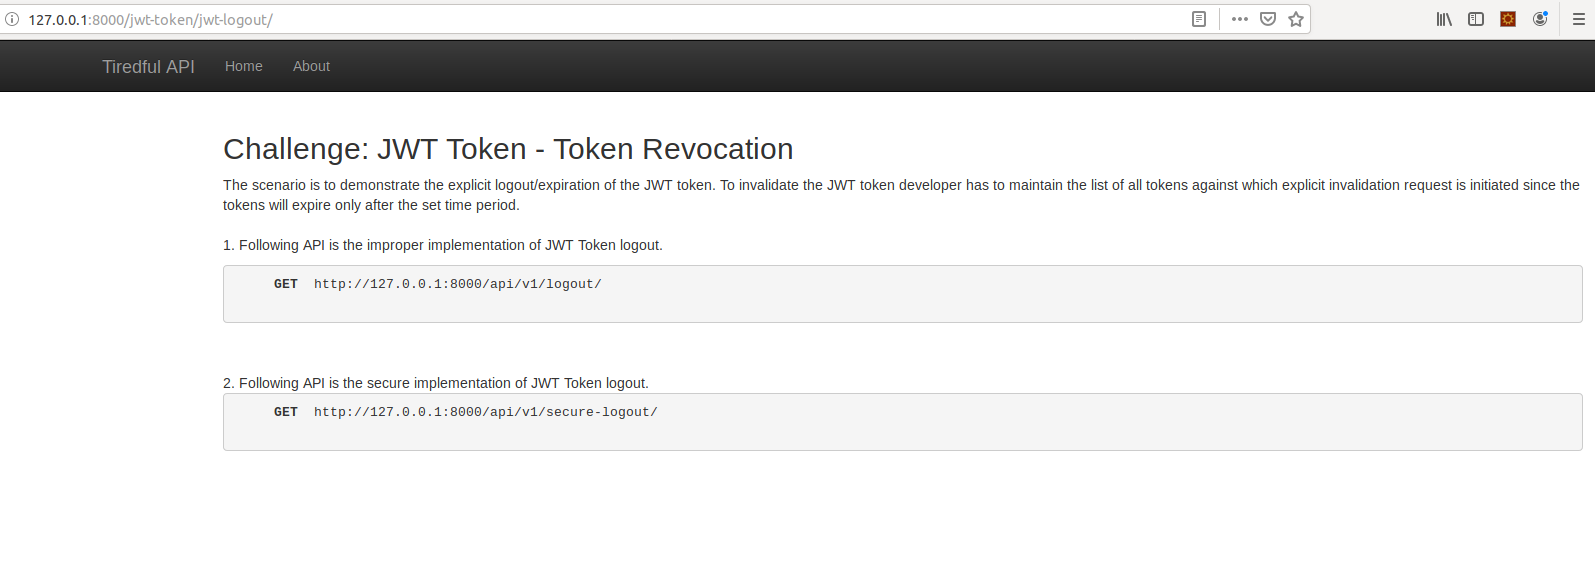 127.0.0.1:8000/jwt-token/jwt-logout/
Tiredful API Home About
Challenge: JWT Token - Token Revocation
The scenario is to demonstrate the explicit logout/expiration of the JWT token. To invalidate the JWT token developer has to maintain the list of all tokens against which explicit invalidation request is initiated since the
tokens will expire only after the set time period.
1. Following API is the improper implementation of JWT Token logout.
GET http://127.0.0.1:8000/api/v1/logout/
2. Following API is the secure implementation of JWT Token logout.
GET http://127.0.0.1:8000/api/v1/secure-logout/